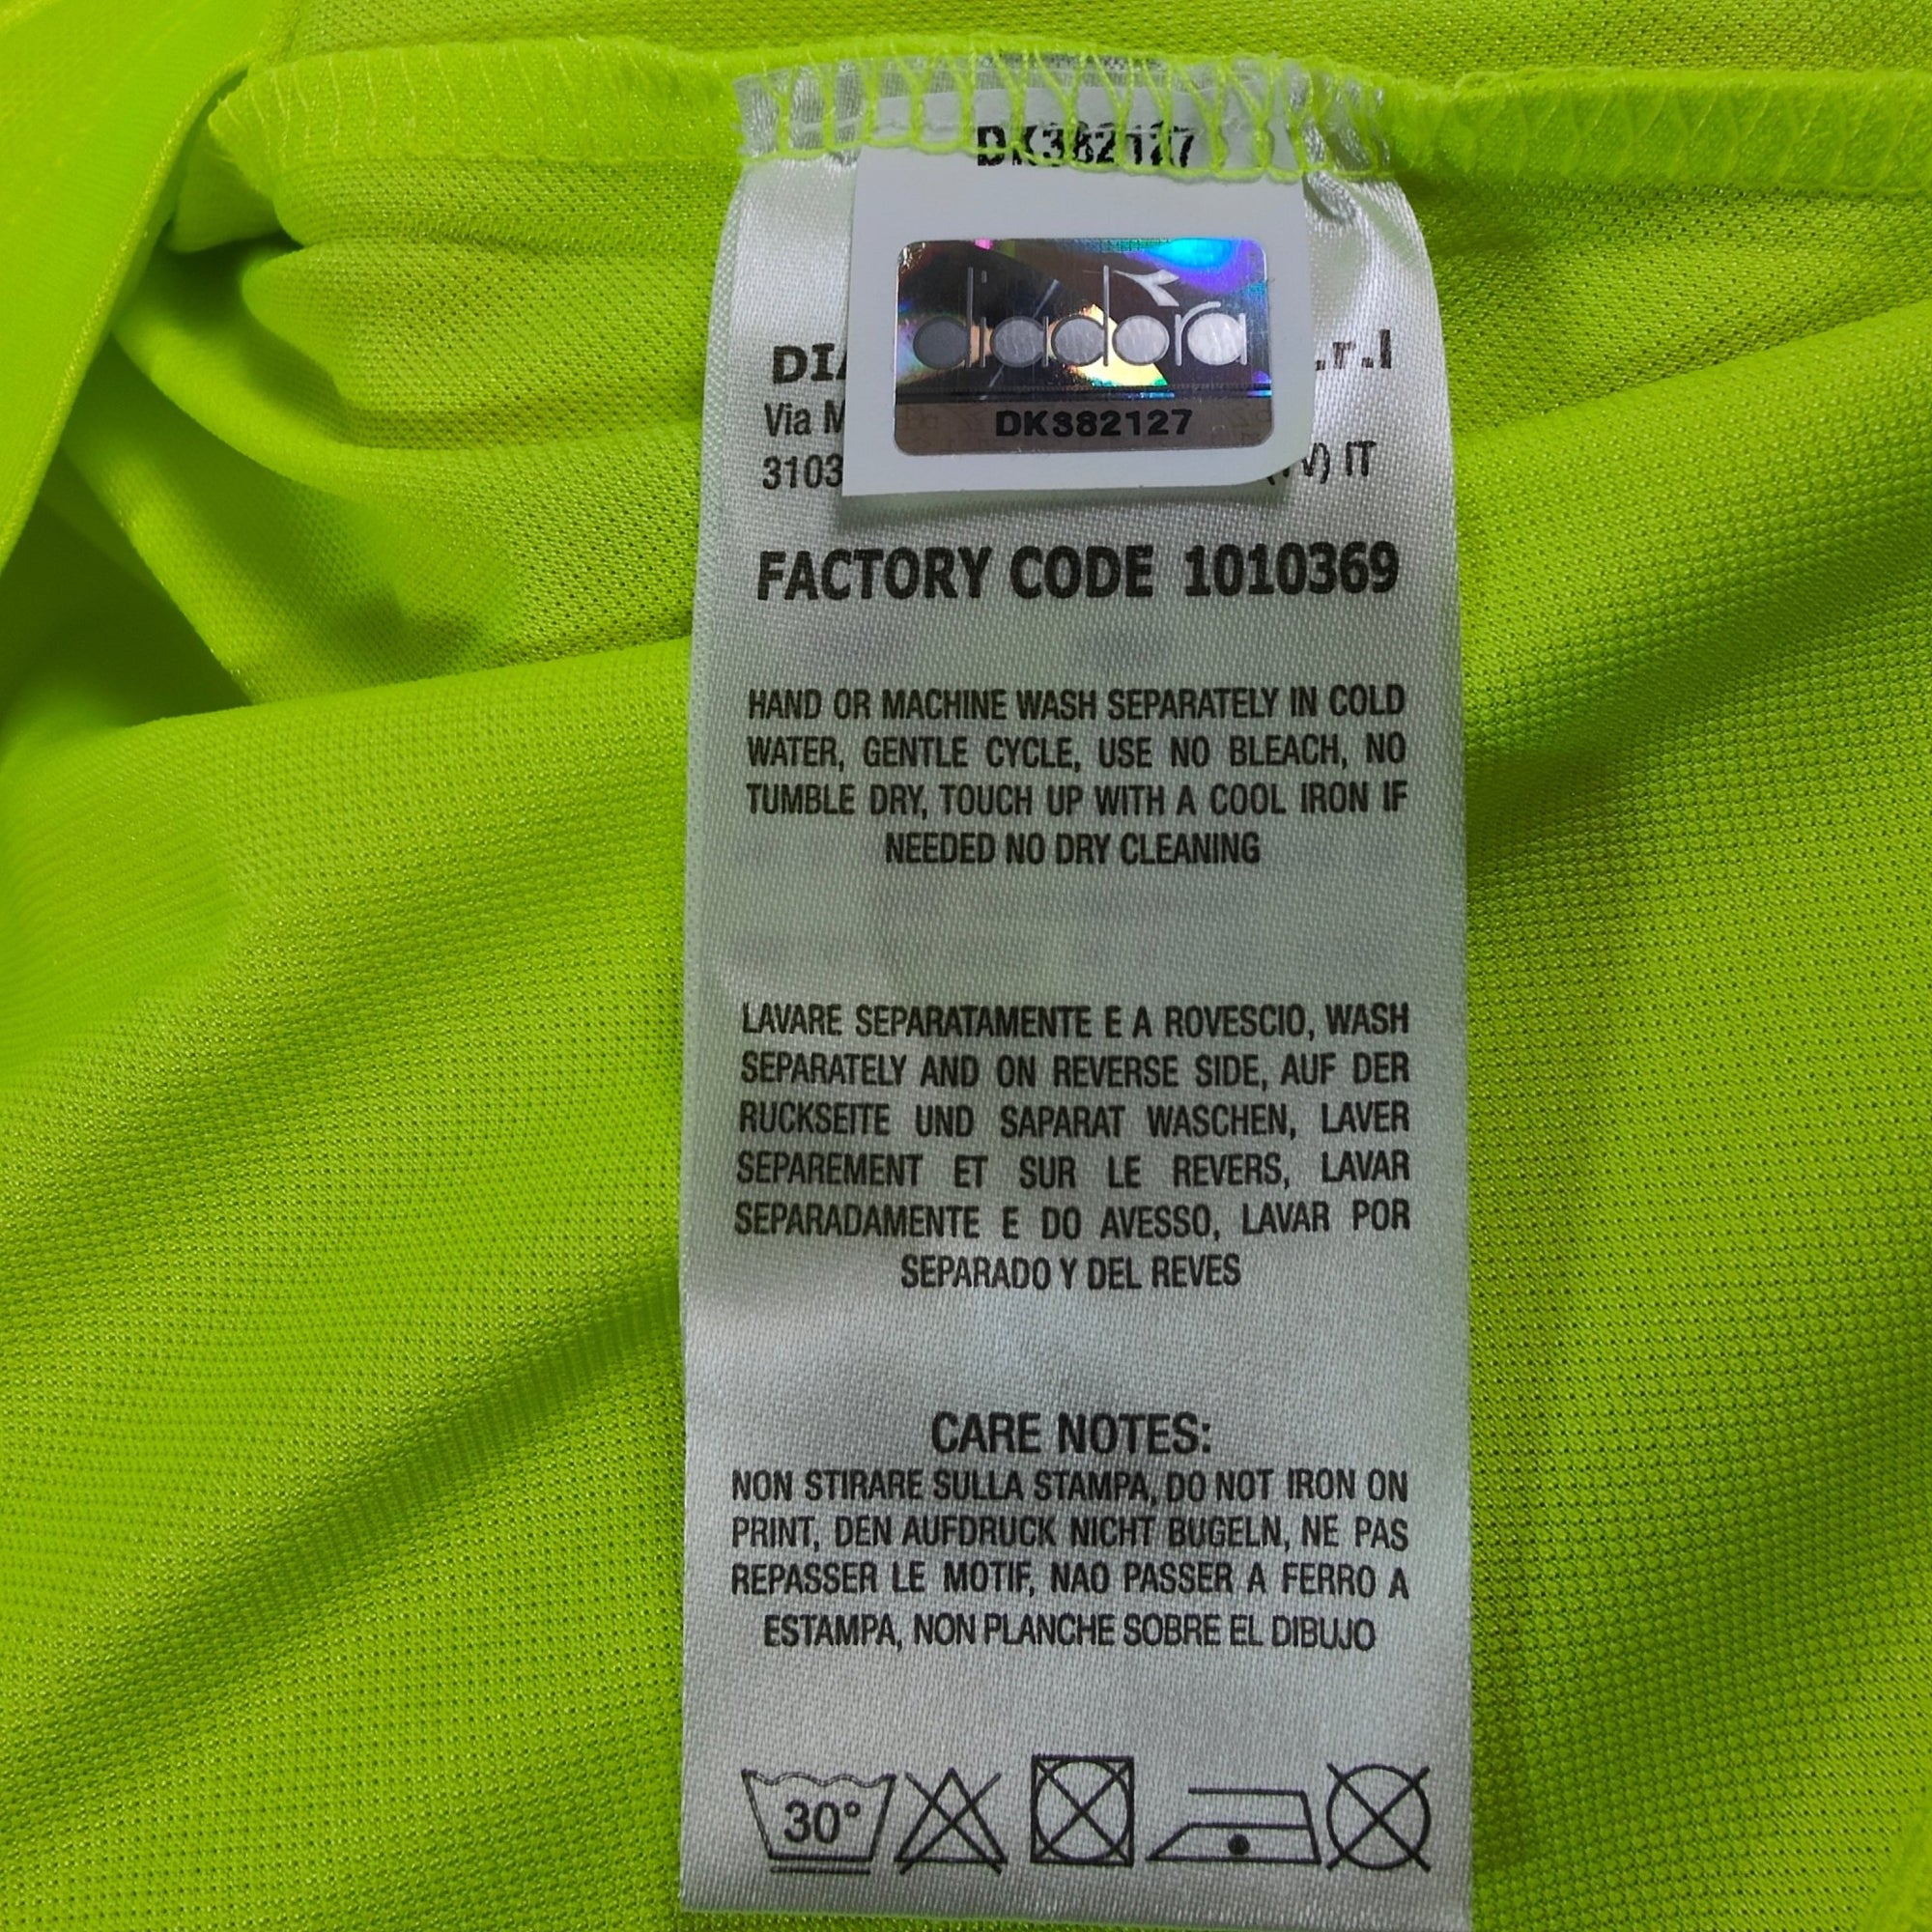 DK382127
diadora
DK382127
.r.l
Via
IT
FACTORY CODE 1010369
HAND OR MACHINE WASH SEPARATELY IN COLD
WATER, GENTLE CYCLE, USE NO BLEACH, NO
TUMBLE DRY, TOUCH UP WITH A COOL IRON IF
NEEDED NO DRY CLEANING
LAVARE SEPARATAMENTE E A ROVESCIO, WASH
SEPARATELY AND ON REVERSE SIDE, AUF DER
RUCKSEITE UND SAPARAT WASCHEN, LAVER
SEPAREMENT ET SUR LE REVERS, LAVAR
SEPARADAMENTE E DO AVESSO, LAVAR POR
SEPARADO Y DEL REVES
CARE NOTES:
NON STIRARE SULLA STAMPA, DO NOT IRON ON
PRINT, DEN AUFDRUCK NICHT BUGELN, NE PAS
REPASSER LE MOTIF, NAO PASSER A FERRO A
ESTAMPA, NON PLANCHE SOBRE EL DIBUJO
30°